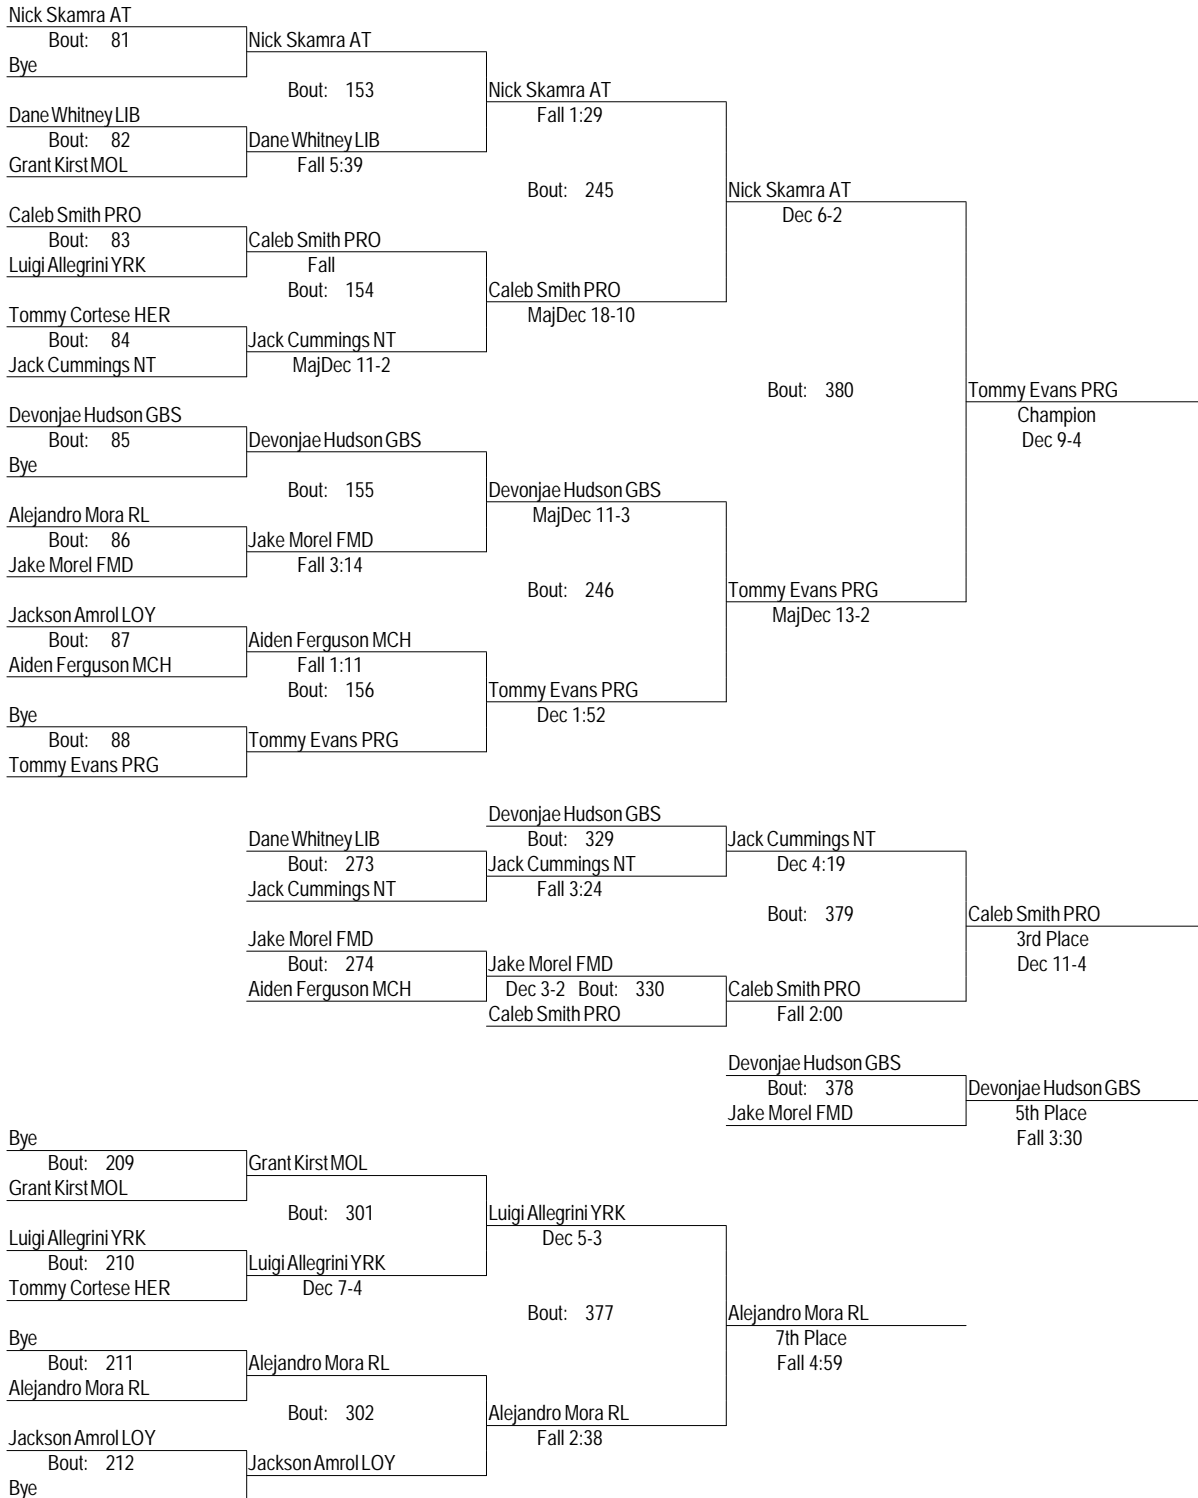 Nick Skamra AT
Bout: 81
Nick Skamra AT
Bye
Bout: 153
Nick Skamra AT
Dane Whitney LIB
Fall 1:29
Bout: 82
Dane Whitney LIB
Grant Kirst MOL
Fall 5:39
Bout: 245
Nick Skamra AT
Caleb Smith PRO
Dec 6-2
Bout: 83
Caleb Smith PRO
Luigi Allegrini YRK
Fall
Bout: 154
Caleb Smith PRO
Tommy Cortese HER
MajDec 18-10
Bout: 84
Jack Cummings NT
Jack Cummings NT
MajDec 11-2
Bout: 380
Tommy Evans PRG
Devonjae Hudson GBS
Champion
Bout: 85
Devonjae Hudson GBS
Dec 9-4
Bye
Bout: 155
Devonjae Hudson GBS
Alejandro Mora RL
MajDec 11-3
Bout: 86
Jake Morel FMD
Jake Morel FMD
Fall 3:14
Bout: 246
Tommy Evans PRG
Jackson Amrol LOY
MajDec 13-2
Bout: 87
Aiden Ferguson MCH
Aiden Ferguson MCH
Fall 1:11
Bout: 156
Tommy Evans PRG
Bye
Dec 1:52
Bout: 88
Tommy Evans PRG
Tommy Evans PRG
Devonjae Hudson GBS
Dane Whitney LIB
Bout: 329
Jack Cummings NT
Bout: 273
Jack Cummings NT
Dec 4:19
Jack Cummings NT
Fall 3:24
Bout: 379
Caleb Smith PRO
Jake Morel FMD
3rd Place
Bout: 274
Jake Morel FMD
Dec 11-4
Aiden Ferguson MCH
Dec 3-2 Bout: 330
Caleb Smith PRO
Caleb Smith PRO
Fall 2:00
Devonjae Hudson GBS
Bout: 378
Devonjae Hudson GBS
Jake Morel FMD
5th Place
Fall 3:30
Bye
Bout: 209
Grant Kirst MOL
Grant Kirst MOL
Bout: 301
Luigi Allegrini YRK
Luigi Allegrini YRK
Dec 5-3
Bout: 210
Luigi Allegrini YRK
Tommy Cortese HER
Dec 7-4
Bout: 377
Alejandro Mora RL
Bye
7th Place
Bout: 211
Alejandro Mora RL
Fall 4:59
Alejandro Mora RL
Bout: 302
Alejandro Mora RL
Jackson Amrol LOY
Fall 2:38
Bout: 212
Jackson Amrol LOY
Bye